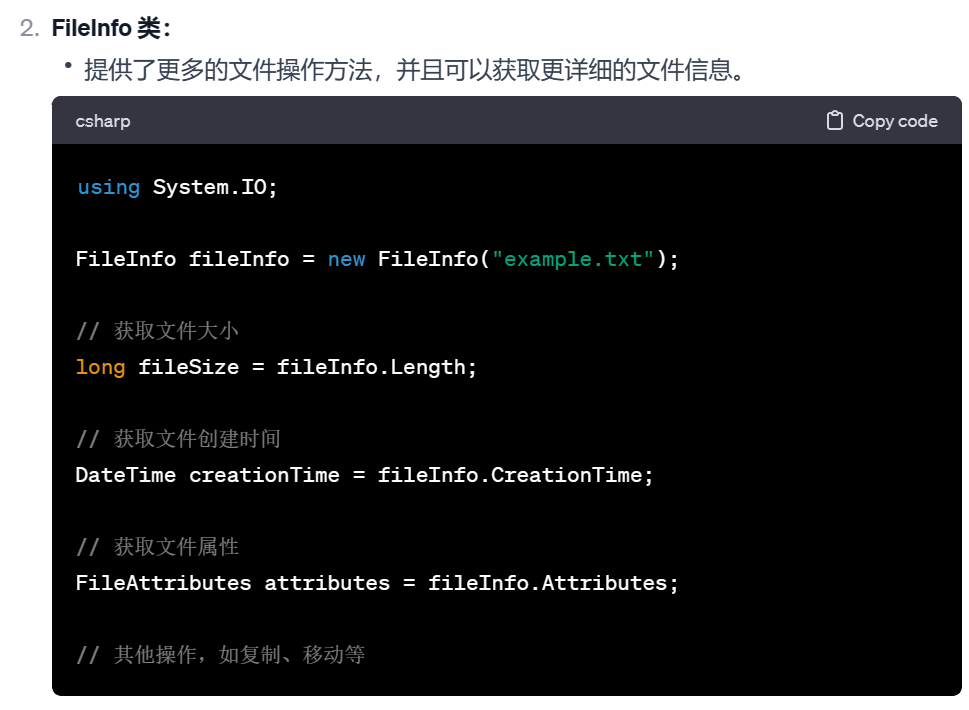 2. FileInfo 类：
• 提供了更多的文件操作方法，并且可以获取更详细的文件信息。
csharp Copy code
using System.IO;
FileInfo fileInfo = new FileInfo("example.txt");
// 获取文件大小
long fileSize = fileInfo.Length;
// 获取文件创建时间
DateTime creationTime = fileInfo.CreationTime;
// 获取文件属性
FileAttributes attributes = fileInfo.Attributes;
// 其他操作，如复制、移动等